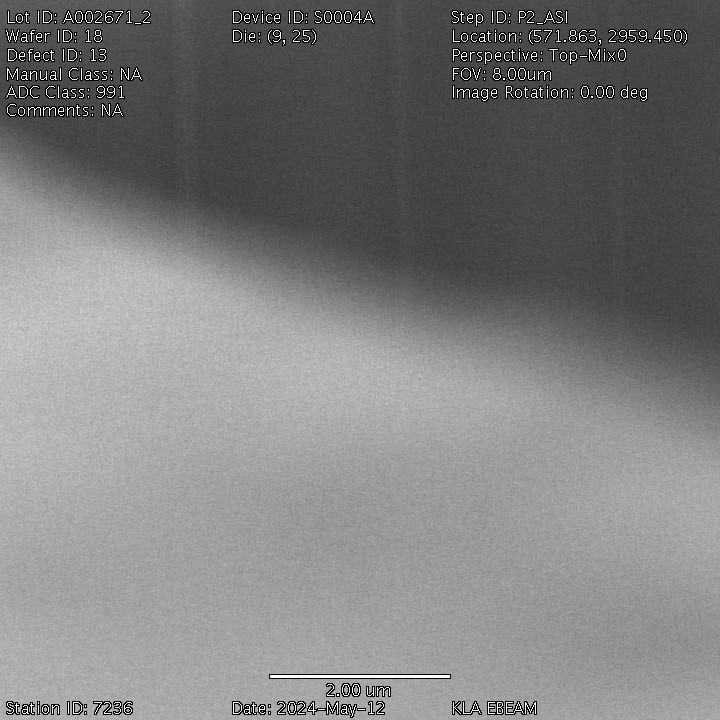 Lot ID: A002671_2
Wafer ID: 18
Defect ID: 13
Manual Class: NA
ADC Class: 991
Comments: NA
Device ID: S0004A
Die: (9, 25)
Step ID: P2_ASI
Location: (571.863, 2959.450)
Perspective: Top-Mix0
FOV: 8.00um
Image Rotation: 0.00 deg
2.00 um
Station ID: 7236
Date: 2024-May-12
KLA EBEAM